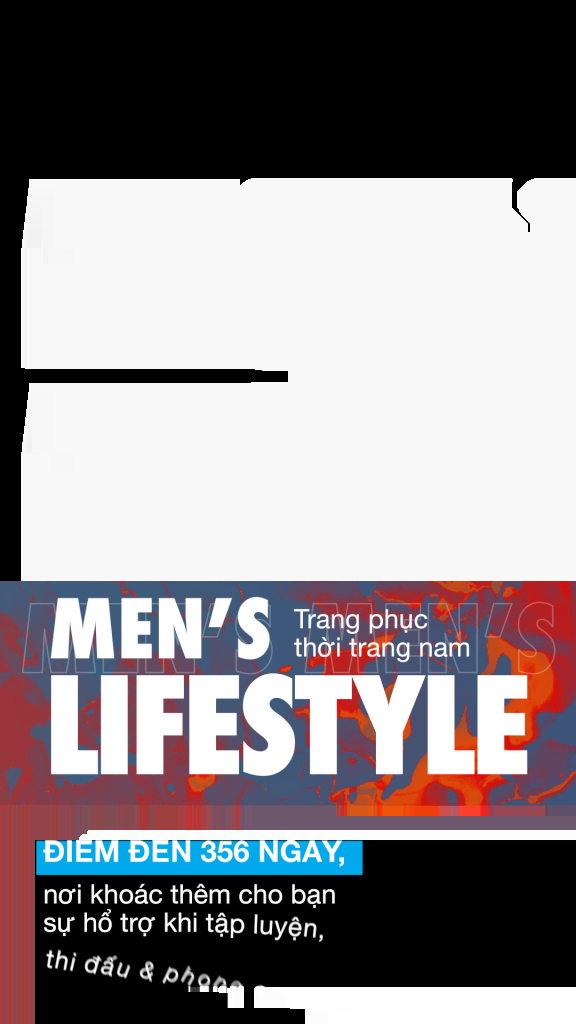 MEN'S MEN'S
MEN'S
Trang phục
thời trang nam
LIFESTYLE
ĐIỂM ĐẾN 356 NGÀY,
nơi khoác thêm cho bạn
sự hổ trợ khi tập luyện,
thi đấu & phong